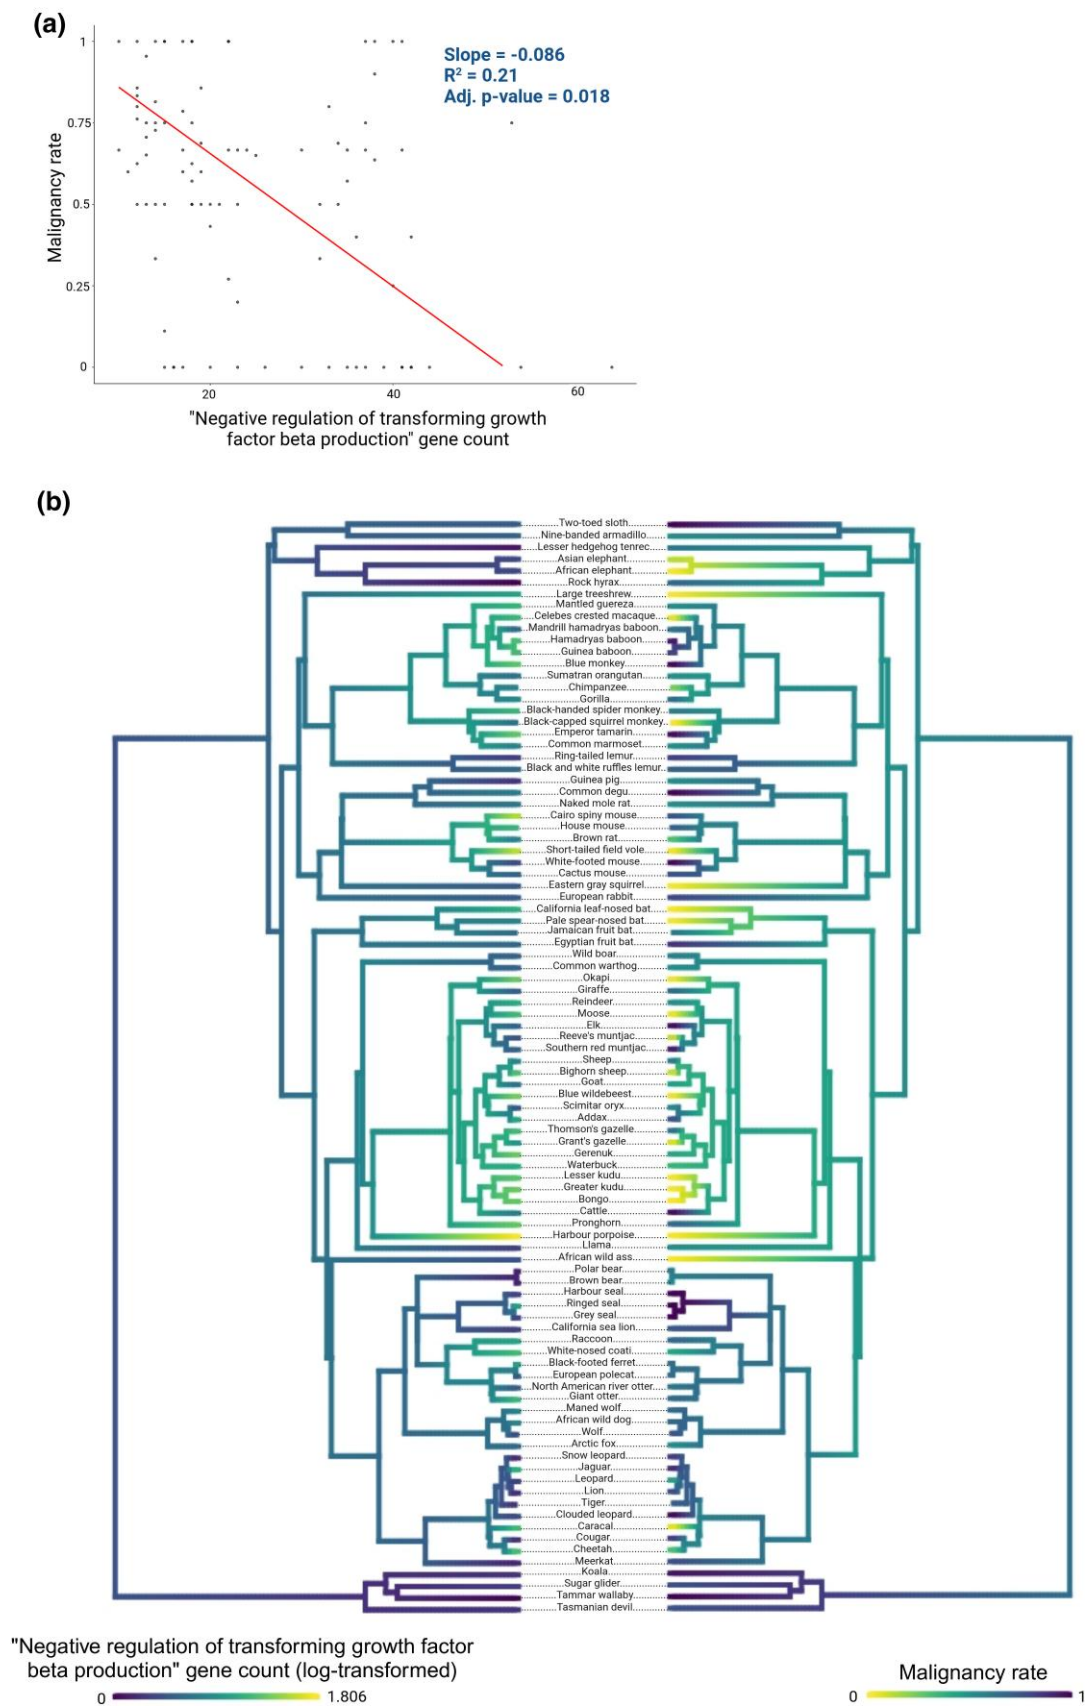 (a)
Slope = -0.086
R² = 0.21
Adj. p-value = 0.018
Malignancy rate
1
0.75
0.5
0.25
0
20
40
60
"Negative regulation of transforming growth
factor beta production" gene count
(b)
Two-toed sloth
Nine-banded armadillo
Lesser hedgehog tenrec
Asian elephant
African elephant
Rock hyrax
Large treeshrew
Mantled guereza
Celebes crested macaque
Mandrill hamadryas baboon
Hamadryas baboon
Guinea baboon
Blue monkey
Sumatran orangutan
Chimpanzee
Gorilla
Black-handed spider monkey
Black-capped squirrel monkey
Emperor tamarin
Common marmoset
Ring-tailed lemur
Black and white ruffles lemur
Guinea pig
Common degu
Naked mole rat
Cairo spiny mouse
House mouse
Brown rat
Short-tailed field vole
White-footed mouse
Cactus mouse
Eastern gray squirrel
European rabbit
California leaf-nosed bat
Pale spear-nosed bat
Jamaican fruit bat
Egyptian fruit bat
Wild boar
Common warthog
Okapi
Giraffe
Reindeer
Moose
Elk
Reeve's muntjac
Southern red muntjac
Sheep
Bighorn sheep
Goat
Blue wildebeest
Scimitar oryx
Addax
Thomson's gazelle
Grant's gazelle
Gerenuk
Waterbuck
Lesser kudu
Greater kudu
Bongo
Cattle
Pronghorn
Harbour porpoise
Llama
African wild ass
Polar bear
Brown bear
Harbour seal
Ringed seal
Grey seal
California sea lion
Raccoon
White-nosed coati
Black-footed ferret
European polecat
North American river otter
Giant otter
Maned wolf
African wild dog
Wolf
Arctic fox
Snow leopard
Jaguar
Leopard
Lion
Tiger
Clouded leopard
Caracal
Cougar
Cheetah
Meerkat
Koala
Sugar glider
Tammar wallaby
Tasmanian devil
"Negative regulation of transforming growth factor
beta production" gene count (log-transformed)
0 1.806
Malignancy rate
0 1